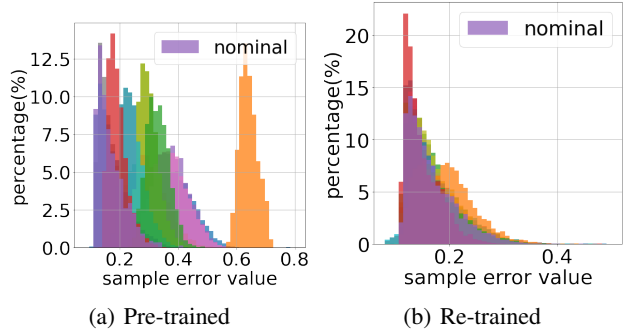 nominal
percentage(%)
12.5
10.0
7.5
5.0
2.5
0.0
0.2 0.4 0.6 0.8
sample error value
(a) Pre-trained
nominal
percentage(%)
20
15
10
5
0
0.2 0.4
sample error value
(b) Re-trained